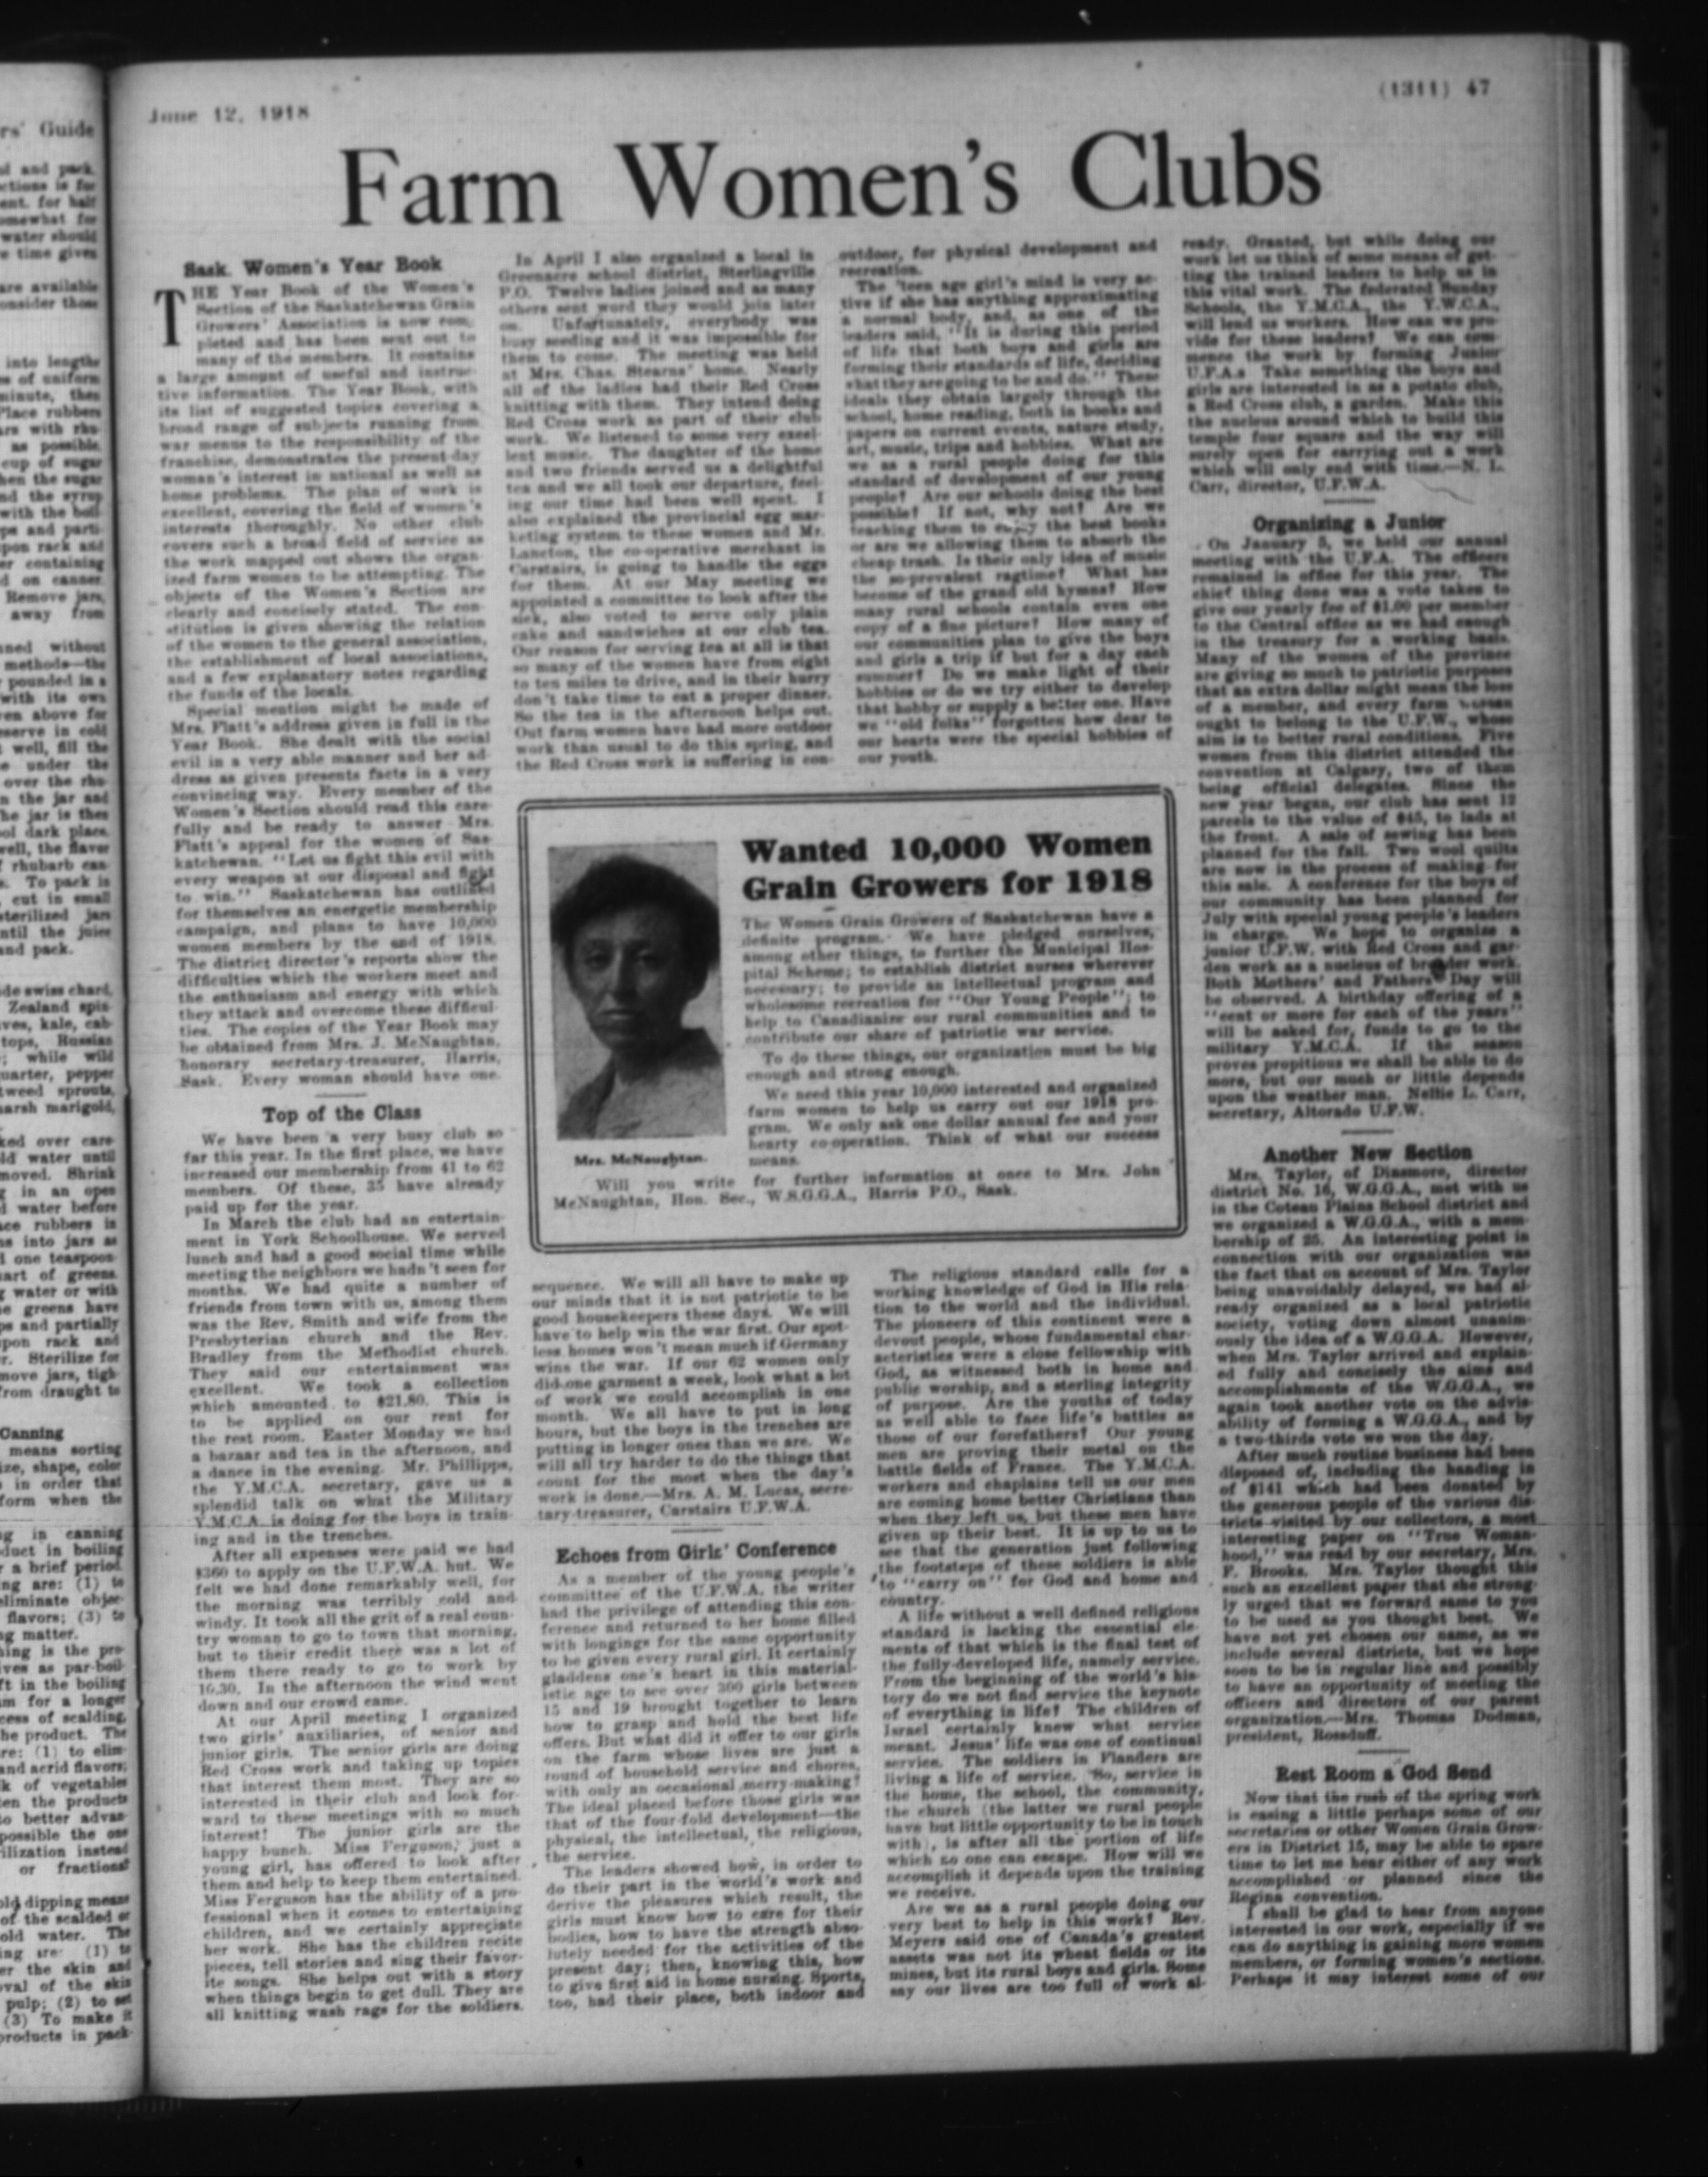 June 12, 1918
(1311) 47
Farm Women's Clubs
Sask. Women's Year Book
THE Year Book of the Women's
Section of the Saskatchewan Grain
Growers' Association is now com-
pleted and has been sent out to
many of the members. It contains
a large amount of useful and instruc-
tive information. The Year Book, with
its list of suggested topics covering a
broad range of subjects running from
war menus to the responsibility of the
franchise, demonstrates the present-day
woman's interest in national as well as
home problems. The plan of work is
excellent, covering the field of women's
interests thoroughly. No other club
covers such a broad field of service as
the work mapped out shows the organ-
ized farm women to be attempting. The
objects of the Women's Section are
clearly and concisely stated. The con-
stitution is given showing the relation
of the women to the general association,
the establishment of local associations,
and a few explanatory notes regarding
the funds of the locals.
Special mention might be made of
Mrs. Flatt's address given in full in the
Year Book. She dealt with the social
evil in a very able manner and her ad-
dress as given presents facts in a very
convincing way. Every member of the
Women's Section should read this care-
fully and be ready to answer Mrs.
Flatt's appeal for the women of Sas-
katchewan. "Let us fight this evil with
every weapon at our disposal and fight
to win." Saskatchewan has outlined
for themselves an energetic membership
campaign, and plans to have 10,000
women members by the end of 1918.
The district director's reports show the
difficulties which the workers meet and
the enthusiasm and energy with which
they attack and overcome these difficul-
ties. The copies of the Year Book may
be obtained from Mrs. J. McNaughtan,
honorary secretary-treasurer, Harris,
Sask. Every woman should have one.
Top of the Class
We have been a very busy club so
far this year. In the first place, we have
increased our membership from 41 to 62
members. Of these, 35 have already
paid up for the year.
In March the club had an entertain-
ment in York Schoolhouse. We served
lunch and had a good social time while
meeting the neighbors we hadn't seen for
months. We had quite a number of
friends from town with us, among them
was the Rev. Smith and wife from the
Presbyterian church and the Rev.
Bradley from the Methodist church.
They said our entertainment was
excellent. We took a collection
which amounted to $21.80. This is
to be applied on our rent for
the rest room. Easter Monday we had
a bazaar and tea in the afternoon, and
a dance in the evening. Mr. Phillipps,
the Y.M.C.A. secretary, gave us a
splendid talk on what the Military
Y.M.C.A. is doing for the boys in train-
ing and in the trenches.
After all expenses were paid we had
$360 to apply on the U.F.W.A. hut. We
felt we had done remarkably well, for
the morning was terribly cold and
windy. It took all the grit of a real coun-
try woman to go to town that morning,
but to their credit there was a lot of
them there ready to go to work by
10.30. In the afternoon the wind went
down and our crowd came.
At our April meeting I organized
two girls' auxiliaries, of senior and
junior girls. The senior girls are doing
Red Cross work and taking up topics
that interest them most. They are so
interested in their club and look for-
ward to these meetings with so much
interest! The junior girls are the
happy bunch. Miss Ferguson, just a
young girl, has offered to look after
them and help to keep them entertained.
Miss Ferguson has the ability of a pro-
fessional when it comes to entertaining
children, and we certainly appreciate
her work. She has the children recite
pieces, tell stories and sing their favor-
ite songs. She helps out with a story
when things begin to get dull. They are
all knitting wash rags for the soldiers.
In April I also organized a local in
Greenacre school district, Sterlingville
P.O. Twelve ladies joined and as many
others sent word they would join later
on. Unfortunately, everybody was
busy seeding and it was impossible for
them to come. The meeting was held
at Mrs. Chas. Stearns' home. Nearly
all of the ladies had their Red Cross
knitting with them. They intend doing
Red Cross work as part of their club
work. We listened to some very excel-
lent music. The daughter of the home
and two friends served us a delightful
tea and we all took our departure, feel-
ing our time had been well spent. I
also explained the provincial egg mar-
keting system to these women and Mr.
Lancton, the co-operative merchant in
Carstairs, is going to handle the eggs
for them. At our May meeting we
appointed a committee to look after the
sick, also voted to serve only plain
cake and sandwiches at our club tea.
Our reason for serving tea at all is that
so many of the women have from eight
to ten miles to drive, and in their hurry
don't take time to eat a proper dinner.
So the tea in the afternoon helps out.
Out farm women have had more outdoor
work than usual to do this spring, and
the Red Cross work is suffering in con-
sequence. We will all have to make up
our minds that it is not patriotic to be
good housekeepers these days. We will
have to help win the war first. Our spot-
less homes won't mean much if Germany
wins the war. If our 62 women only
did one garment a week, look what a lot
of work we could accomplish in one
month. We all have to put in long
hours, but the boys in the trenches are
putting in longer ones than we are. We
will all try harder to do the things that
count for the most when the day's
work is done.—Mrs. A. M. Lucas, secre-
tary-treasurer, Carstairs U.F.W.A.
Echoes from Girls' Conference
As a member of the young people's
committee of the U.F.W.A. the writer
had the privilege of attending this con-
ference and returned to her home filled
with longings for the same opportunity
to be given every rural girl. It certainly
gladdens one's heart in this material-
istic age to see over 300 girls between
15 and 19 brought together to learn
how to grasp and hold the best life
offers. But what did it offer to our girls
on the farm whose lives are just a
round of household service and chores,
with only an occasional merry-making?
The ideal placed before those girls was
that of the four-fold development—the
physical, the intellectual, the religious,
the service.
The leaders showed how, in order to
do their part in the world's work and
derive the pleasures which result, the
girls must know how to care for their
bodies, how to have the strength abso-
lutely needed for the activities of the
present day; then, knowing this, how
to give first aid in home nursing. Sports,
too, had their place, both indoor and
outdoor, for physical development and
recreation.
The 'teen age girl's mind is very ac-
tive if she has anything approximating
a normal body, and, as one of the
leaders said, "It is during this period
of life that both boys and girls are
forming their standards of life, deciding
what they are going to be and do." These
ideals they obtain largely through the
school, home reading, both in books and
papers on current events, nature study,
art, music, trips and hobbies. What are
we as a rural people doing for this
standard of development of our young
people? Are our schools doing the best
possible? If not, why not? Are we
teaching them to enjoy the best books
or are we allowing them to absorb the
cheap trash. Is their only idea of music
the so-prevalent ragtime? What has
become of the grand old hymns? How
many rural schools contain even one
copy of a fine picture? How many of
our communities plan to give the boys
and girls a trip if but for a day each
summer? Do we make light of their
hobbies or do we try either to develop
that hobby or supply a better one. Have
we "old folks" forgotten how dear to
our hearts were the special hobbies of
our youth.
Wanted 10,000 Women
Grain Growers for 1918
The Women Grain Growers of Saskatchewan have a
definite program. We have pledged ourselves,
among other things, to further the Municipal Hos-
pital Scheme; to establish district nurses wherever
necessary; to provide an intellectual program and
wholesome recreation for "Our Young People"; to
help to Canadianize our rural communities and to
contribute our share of patriotic war service.
To do these things, our organization must be big
enough and strong enough.
We need this year 10,000 interested and organized
farm women to help us carry out our 1918 pro-
gram. We only ask one dollar annual fee and your
hearty co-operation. Think of what our success
means.
Mrs. McNaughtan.
Will you write for further information at once to Mrs. John
McNaughtan, Hon. Sec., W.S.G.G.A., Harris P.O., Sask.
The religious standard calls for a
working knowledge of God in His rela-
tion to the world and the individual.
The pioneers of this continent were a
devout people, whose fundamental char-
acteristics were a close fellowship with
God, as witnessed both in home and
public worship, and a sterling integrity
of purpose. Are the youths of today
as well able to face life's battles as
those of our forefathers? Our young
men are proving their metal on the
battle fields of France. The Y.M.C.A.
workers and chaplains tell us our men
are coming home better Christians than
when they left us, but these men have
given up their best. It is up to us to
see that the generation just following
the footsteps of these soldiers is able
to "carry on" for God and home and
country.
A life without a well defined religious
standard is lacking the essential ele-
ments of that which is the final test of
the fully-developed life, namely service.
From the beginning of the world's his-
tory do we not find service the keynote
of everything in life? The children of
Israel certainly knew what service
meant. Jesus' life was one of continual
service. The soldiers in Flanders are
living a life of service. So, service in
the home, the school, the community,
the church (the latter we rural people
have but little opportunity to be in touch
with), is after all the portion of life
which no one can escape. How will we
accomplish it depends upon the training
we receive.
Are we as a rural people doing our
very best to help in this work? Rev.
Meyers said one of Canada's greatest
assets was not its wheat fields or its
mines, but its rural boys and girls. Some
say our lives are too full of work al-
ready. Granted, but while doing our
work let us think of some means of get-
ting the trained leaders to help us in
this vital work. The federated Sunday
Schools, the Y.M.C.A., the Y.W.C.A.,
will lend us workers. How can we pro-
vide for these leaders? We can com-
mence the work by forming Junior
U.F.A.s Take something the boys and
girls are interested in as a potato club,
a Red Cross club, a garden. Make this
the nucleus around which to build this
temple four square and the way will
surely open for carrying out a work
which will only end with time.—N. L.
Carr, director, U.F.W.A.
Organizing a Junior
On January 5, we held our annual
meeting with the U.F.A. The officers
remained in office for this year. The
chief thing done was a vote taken to
give our yearly fee of $1.00 per member
to the Central office as we had enough
in the treasury for a working basis.
Many of the women of the province
are giving so much to patriotic purposes
that an extra dollar might mean the loss
of a member, and every farm woman
ought to belong to the U.F.W., whose
aim is to better rural conditions. Five
women from this district attended the
convention at Calgary, two of them
being official delegates. Since the
new year began, our club has sent 12
parcels to the value of $45, to lads at
the front. A sale of sewing has been
planned for the fall. Two wool quilts
are now in the process of making for
this sale. A conference for the boys of
our community has been planned for
July with special young people's leaders
in charge. We hope to organize a
junior U.F.W. with Red Cross and gar-
den work as a nucleus of broader work.
Both Mothers' and Fathers' Day will
be observed. A birthday offering of a
"cent or more for each of the years"
will be asked for, funds to go to the
military Y.M.C.A. If the season
proves propitious we shall be able to do
more, but our much or little depends
upon the weather man. Nellie L. Carr,
secretary, Altorado U.F.W.
Another New Section
Mrs. Taylor, of Dinsmore, director
district No. 16, W.G.G.A., met with us
in the Coteau Plains School district and
we organized a W.G.G.A., with a mem-
bership of 25. An interesting point in
connection with our organization was
the fact that on account of Mrs. Taylor
being unavoidably delayed, we had al-
ready organized as a local patriotic
society, voting down almost unanim-
ously the idea of a W.G.G.A. However,
when Mrs. Taylor arrived and explain-
ed fully and concisely the aims and
accomplishments of the W.G.G.A., we
again took another vote on the advis-
ability of forming a W.G.G.A., and by
a two-thirds vote we won the day.
After much routine business had been
disposed of, including the handing in
of $141 which had been donated by
the generous people of the various dis-
tricts visited by our collectors, a most
interesting paper on "True Woman-
hood," was read by our secretary, Mrs.
F. Brooks. Mrs. Taylor thought this
such an excellent paper that she strong-
ly urged that we forward same to you
to be used as you thought best. We
have not yet chosen our name, as we
include several districts, but we hope
soon to be in regular line and possibly
to have an opportunity of meeting the
officers and directors of our parent
organization.—Mrs. Thomas Dodman,
president, Rossduff.
Rest Room a God Send
Now that the rush of the spring work
is easing a little perhaps some of our
secretaries or other Women Grain Grow-
ers in District 15, may be able to spare
time to let me hear either of any work
accomplished or planned since the
Regina convention.
I shall be glad to hear from anyone
interested in our work, especially if we
can do anything in gaining more women
members, or forming women's sections.
Perhaps it may interest some of our